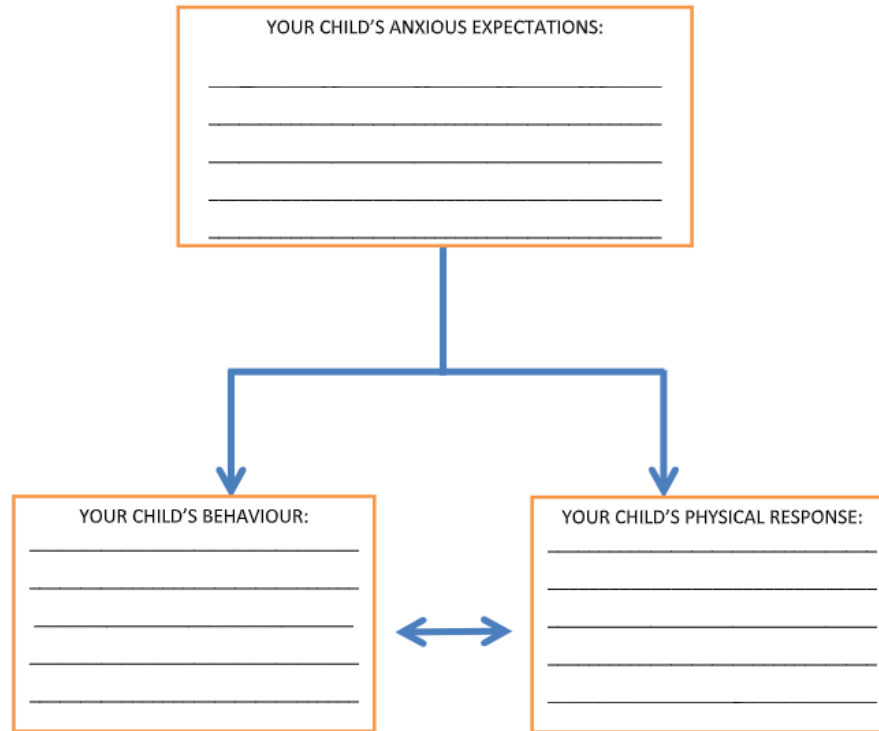 YOUR CHILD'S ANXIOUS EXPECTATIONS:
YOUR CHILD'S BEHAVIOUR:
YOUR CHILD'S PHYSICAL RESPONSE: